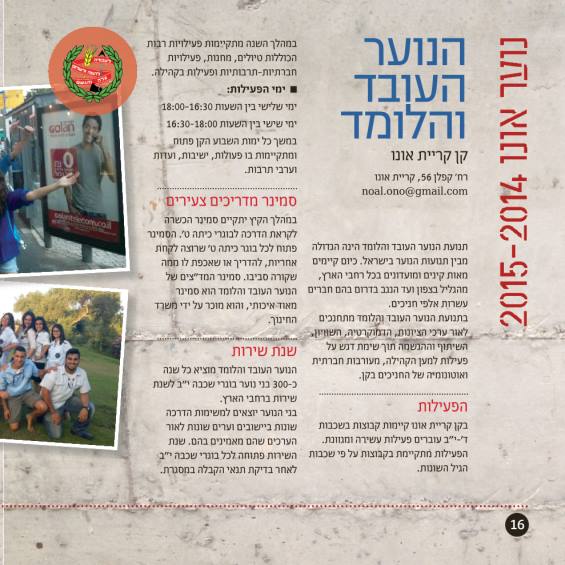 נוער אונו 2015-2014
הנוער
העובד
והלומד
קן קריית אונו
רח׳ קפלן 56, קריית אונו
noal.ono@gmail.com
תנועת הנוער העובד והלומד הינה הגדולה
מבין תנועות הנוער בישראל. כיום קיימים
מאות קינים ומועדונים בכל רחבי הארץ,
מהגליל בצפון ועד הנגב בדרום בהם חברים
עשרות אלפי חניכים.
בתנועת הנוער העובד והלומד מתחנכים
לאור ערכי הציונות, הדמוקרטיה, השוויון,
השיתוף וההגשמה תוך שימת דגש על
פעילות למען הקהילה, מעורבות חברתית
ואוטונומיה של החניכים בקן.
הפעילות
בקן קריית אונו קיימות קבוצות בשכבות
ד׳-י״ב עוברים פעילות עשירה ומגוונת.
הפעילות מתקיימת בקבוצות על פי שכבות
הגיל השונות.
במהלך השנה מתקיימות פעילויות רבות
הכוללות טיולים, מחנות, פעילויות
חברתיות-תרבותיות ופעילות בקהילה.
■ ימי הפעילות:
ימי שלישי בין השעות 18:00-16:30
ימי שישי בין השעות 16:30-18:00
במשך כל ימות השבוע הקן פתוח
ומתקיימות בו פעולות, ישיבות, ועדות
וערבי תרבות.
סמינר מדריכים צעירים
במהלך הקיץ יתקיים סמינר הכשרה
לקראת הדרכה לבוגרי כיתה ט׳. הסמינר
פתוח לכל בוגר כיתה ט׳ שרוצה לקחת
אחריות, להדריך או שאכפת לו ממה
שקורה סביבו. סמינר המד״צים של
הנוער העובד והלומד הוא סמינר
מאוד איכותי, והוא מוכר על ידי משרד
החינוך.
שנת שירות
הנוער העובד והלומד מוציא כל שנה
כ-300 בני נוער בוגרי שכבה י״ב לשנת
שירות ברחבי הארץ.
בני הנוער יוצאים למשימות הדרכה
שונות ביישובים וערים שונות לאור
הערכים שהם מאמינים בהם. שנת
השירות פתוחה לכל בוגרי שכבה י״ב
לאחר בדיקת תנאי הקבלה במסגרת.
Golan
golantelecom.co.il
16